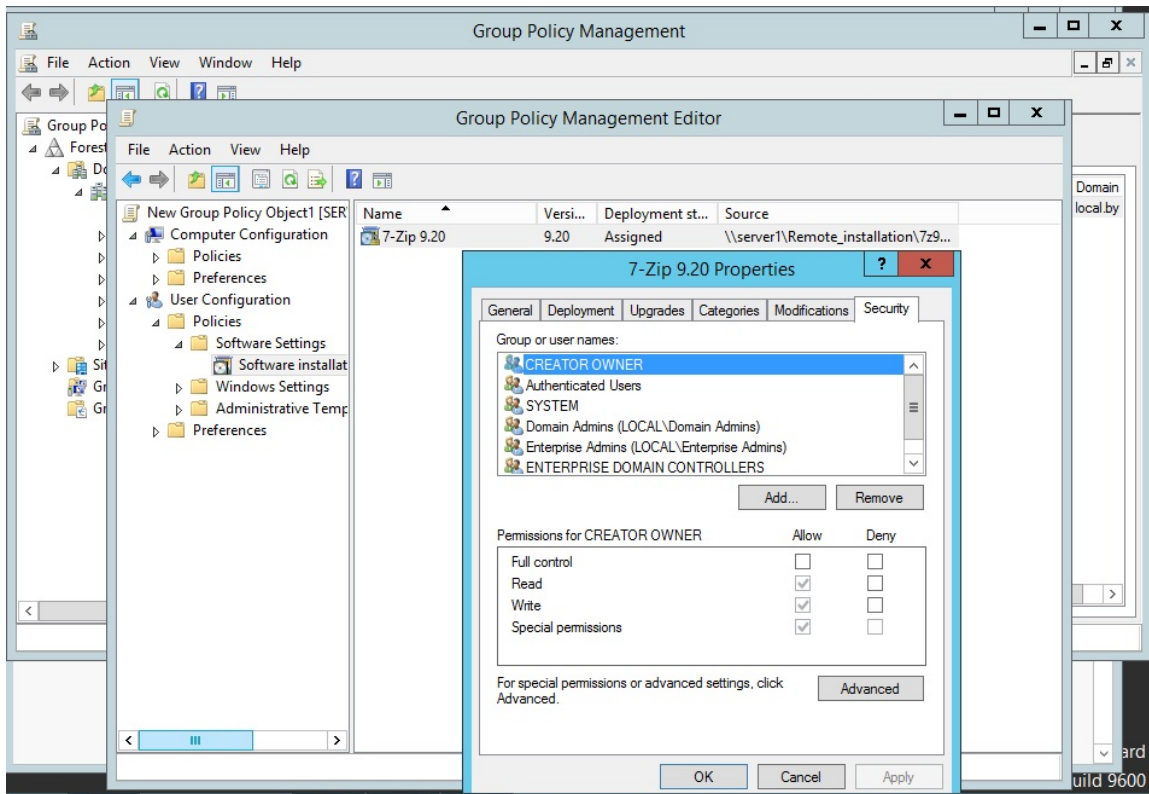 Group Policy Management
File Action View Window Help
Group Po
Forest
Do
Sit
Gr
Gr
Domain
local.by
Group Policy Management Editor
File Action View Help
New Group Policy Object1 [SER
Computer Configuration
Policies
Preferences
User Configuration
Policies
Software Settings
Software installat
Windows Settings
Administrative Temp
Preferences
Name Versi... Deployment st... Source
7-Zip 9.20 9.20 Assigned \\server1\Remote_installation\7z9...
7-Zip 9.20 Properties
General Deployment Upgrades Categories Modifications Security
Group or user names:
CREATOR OWNER
Authenticated Users
SYSTEM
Domain Admins (LOCAL\Domain Admins)
Enterprise Admins (LOCAL\Enterprise Admins)
ENTERPRISE DOMAIN CONTROLLERS
Add... Remove
Permissions for CREATOR OWNER Allow Deny
Full control
Read
Write
Special permissions
For special permissions or advanced settings, click
Advanced.
Advanced
OK Cancel Apply
ard
uild 9600